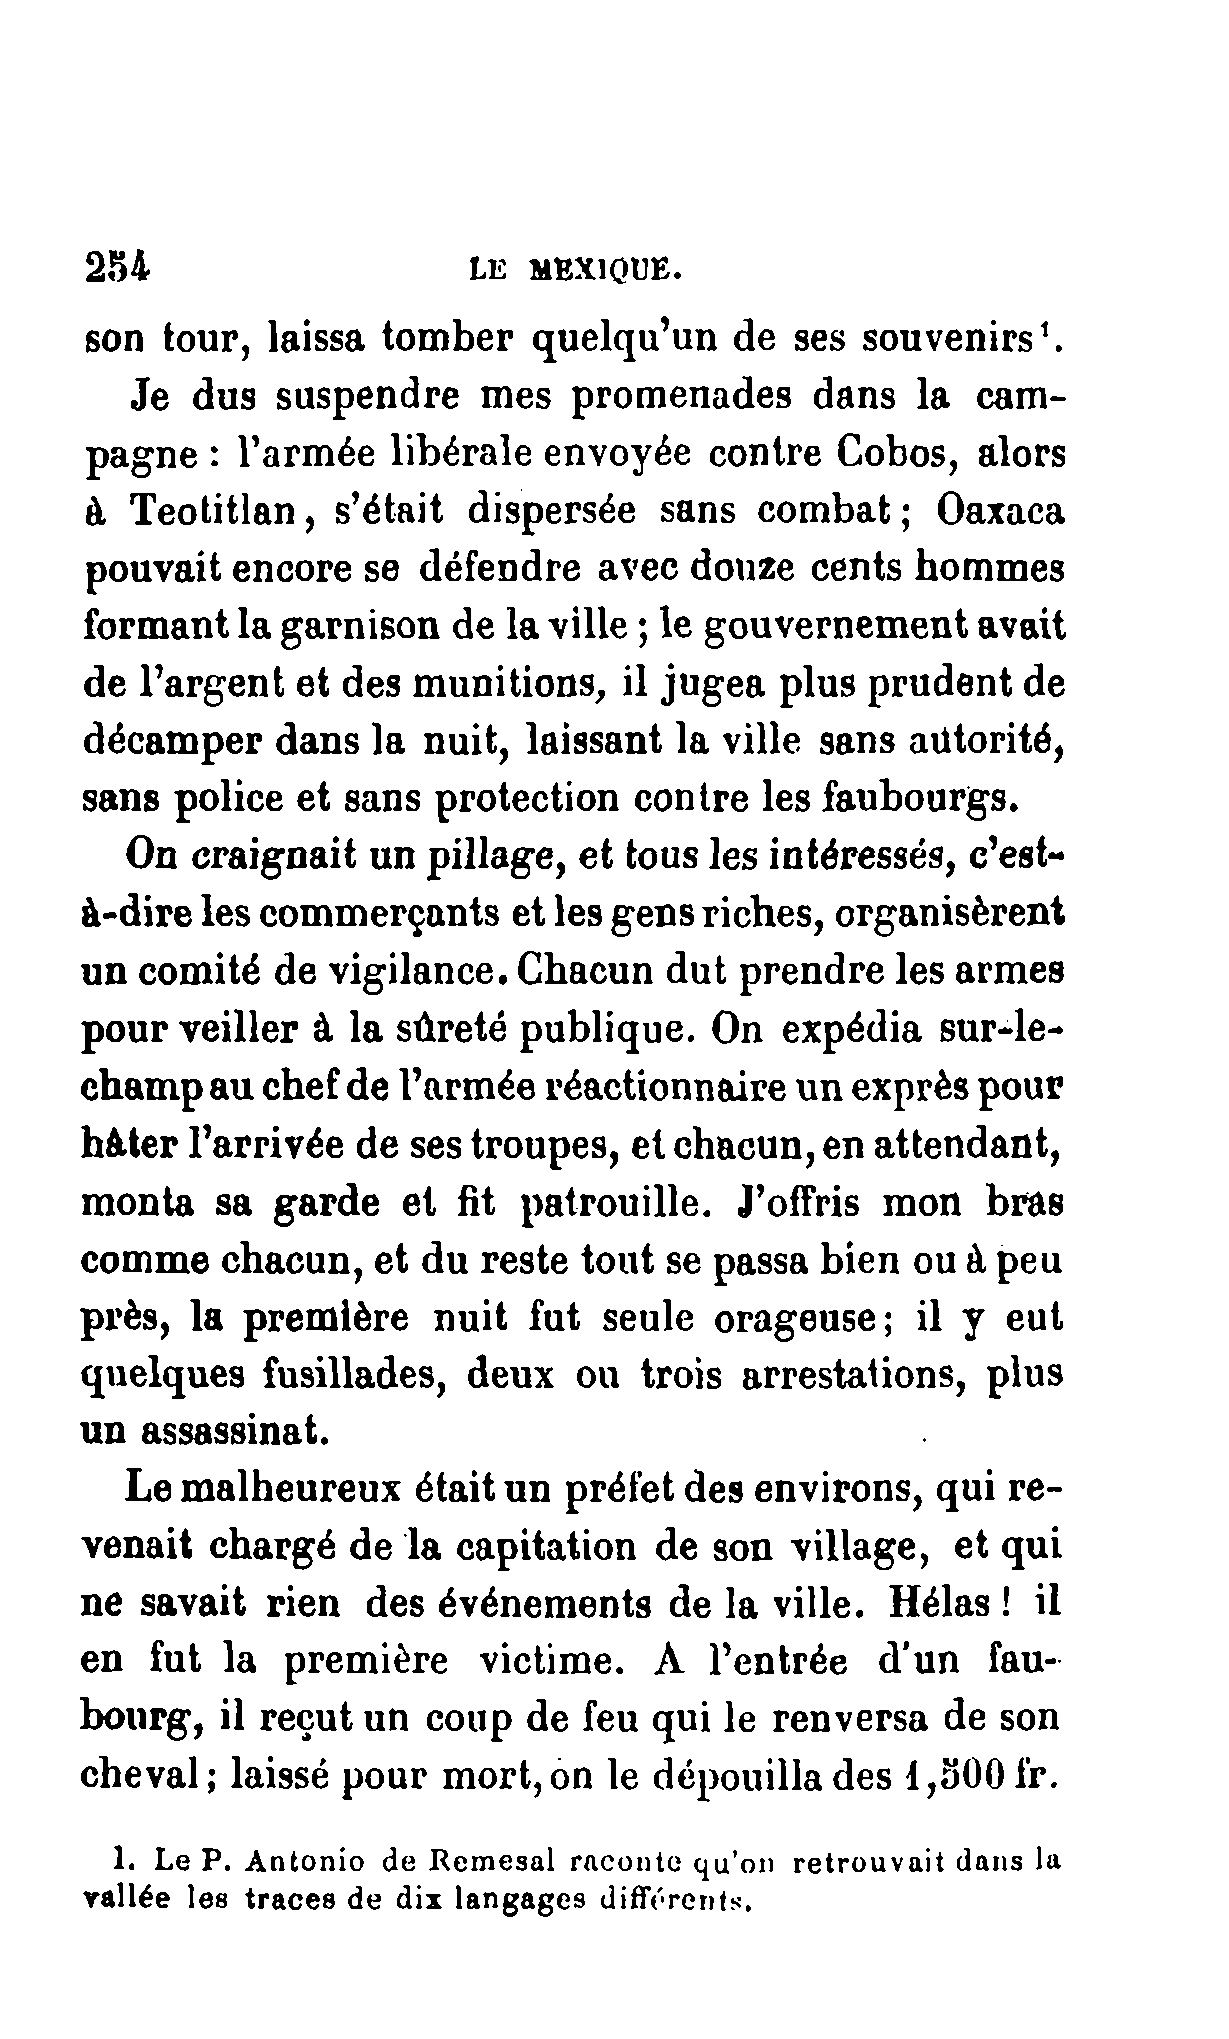 254 LE MEXIQUE.
son tour, laissa tomber quelqu'un de ses souvenirs¹.
Je dus suspendre mes promenades dans la cam-
pagne : l'armée libérale envoyée contre Cobos, alors
à Teotitlan, s'était dispersée sans combat ; Oaxaca
pouvait encore se défendre avec douze cents hommes
formant la garnison de la ville ; le gouvernement avait
de l'argent et des munitions, il jugea plus prudent de
décamper dans la nuit, laissant la ville sans autorité,
sans police et sans protection contre les faubourgs.
On craignait un pillage, et tous les intéressés, c'est-
à-dire les commerçants et les gens riches, organisèrent
un comité de vigilance. Chacun dut prendre les armes
pour veiller à la sûreté publique. On expédia sur-le-
champ au chef de l'armée réactionnaire un exprès pour
hâter l'arrivée de ses troupes, et chacun, en attendant,
monta sa garde et fit patrouille. J'offris mon bras
comme chacun, et du reste tout se passa bien ou à peu
près, la première nuit fut seule orageuse ; il y eut
quelques fusillades, deux ou trois arrestations, plus
un assassinat.
Le malheureux était un préfet des environs, qui re-
venait chargé de la capitation de son village, et qui
ne savait rien des événements de la ville. Hélas ! il
en fut la première victime. A l'entrée d'un fau-
bourg, il reçut un coup de feu qui le renversa de son
cheval ; laissé pour mort, on le dépouilla des 1,500 fr.
1. Le P. Antonio de Remesal raconte qu'on retrouvait dans la
vallée les traces de dix langages différents.